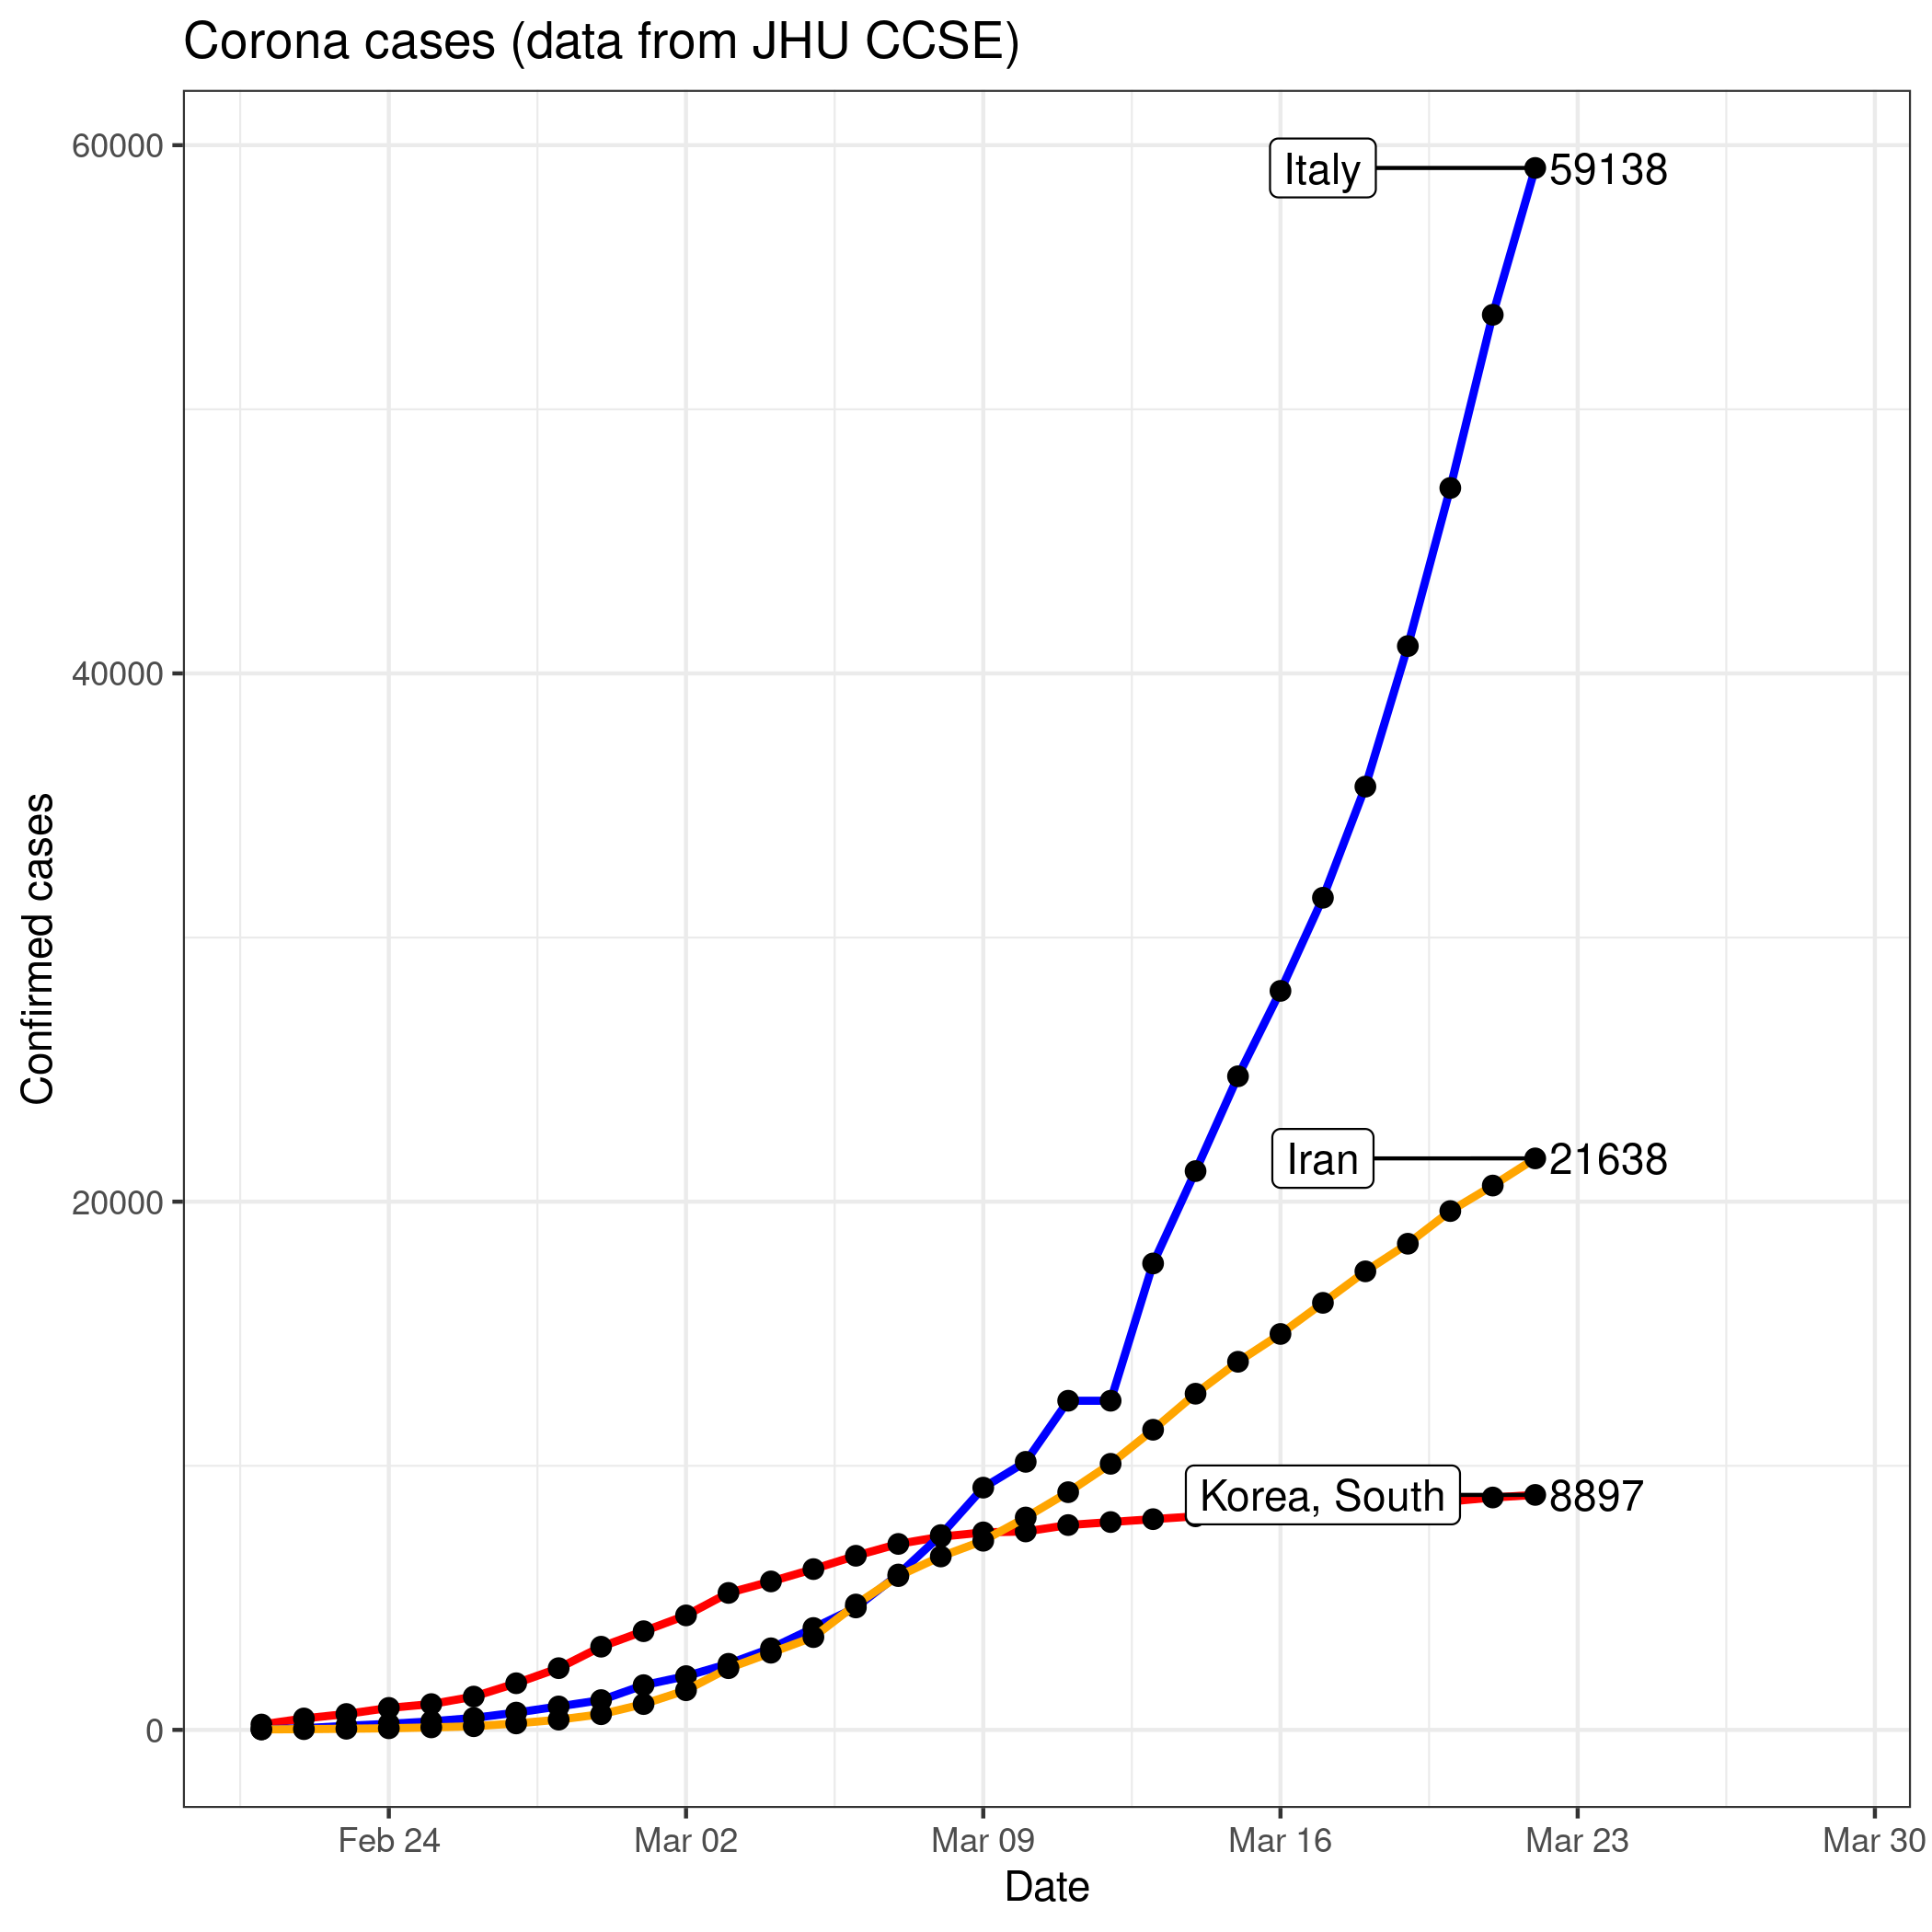 Corona cases (data from JHU CCSE)
60000
40000
20000
0
Confirmed cases
Italy
59138
Iran
21638
Korea, South
8897
Feb 24
Mar 02
Mar 09
Mar 16
Mar 23
Mar 30
Date